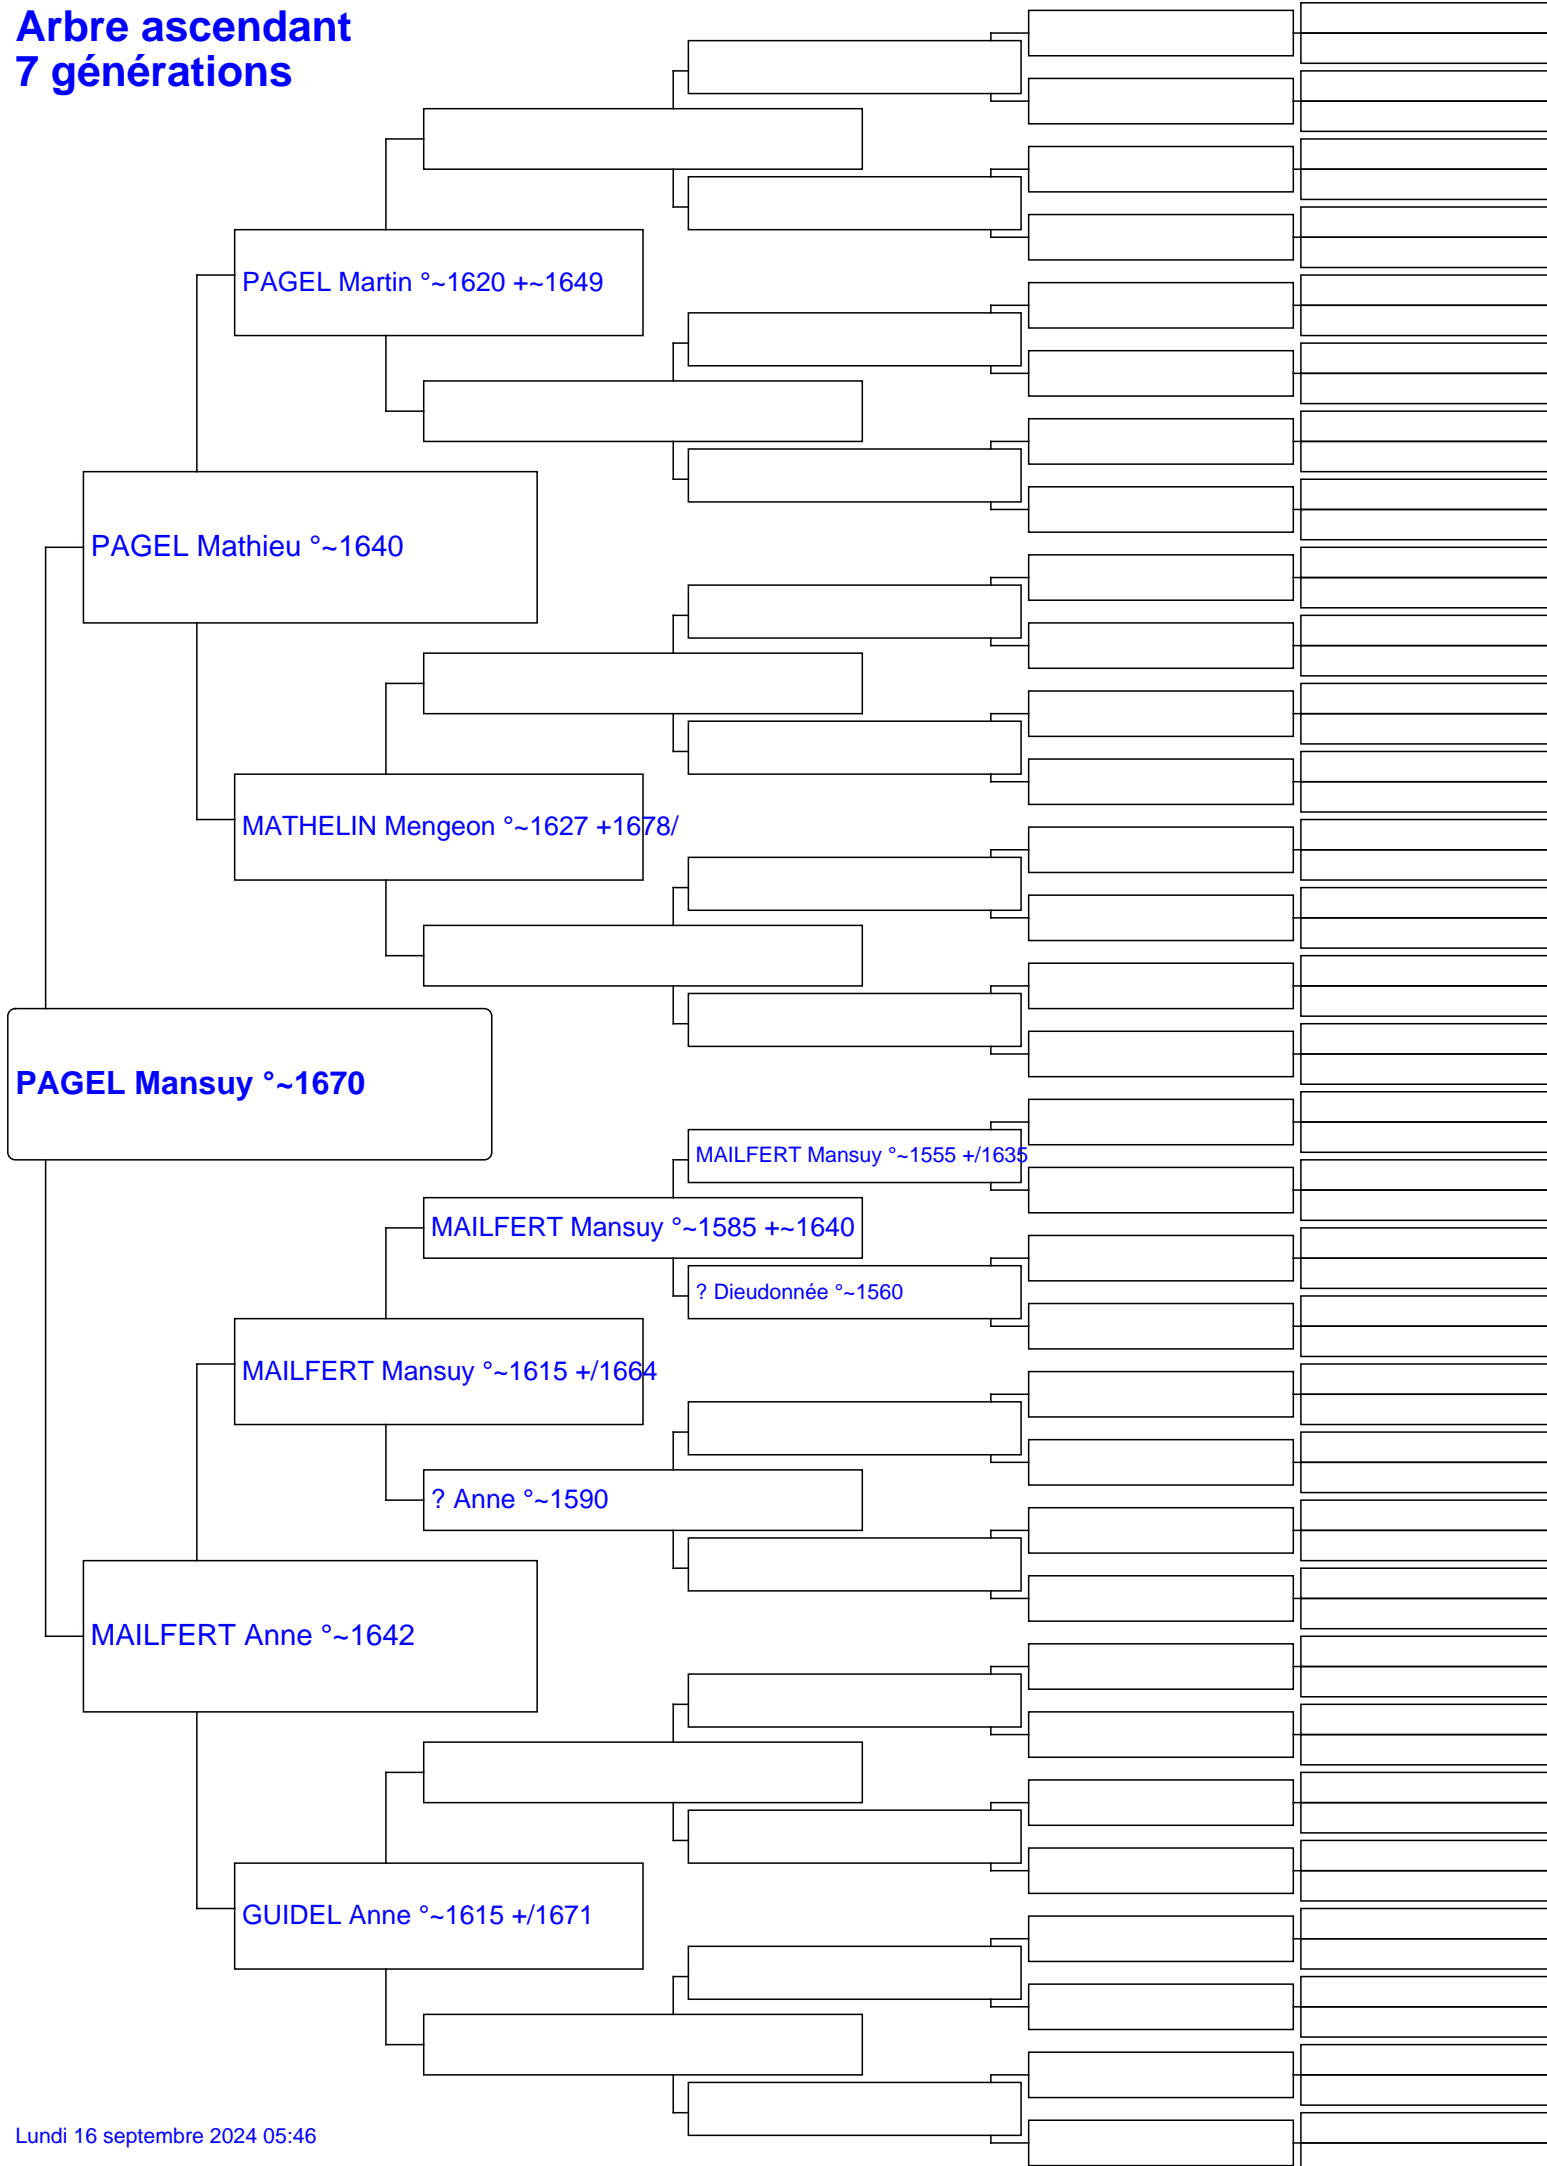 Arbre ascendant
7 générations
PAGEL Martin °~1620 +~1649
PAGEL Mathieu °~1640
MATHELIN Mengeon °~1627 +1678/
PAGEL Mansuy °~1670
MAILFERT Mansuy °~1555 +/1635
MAILFERT Mansuy °~1585 +~1640
? Dieudonnée °~1560
MAILFERT Mansuy °~1615 +/1664
? Anne °~1590
MAILFERT Anne °~1642
GUIDEL Anne °~1615 +/1671
Lundi 16 septembre 2024 05:46